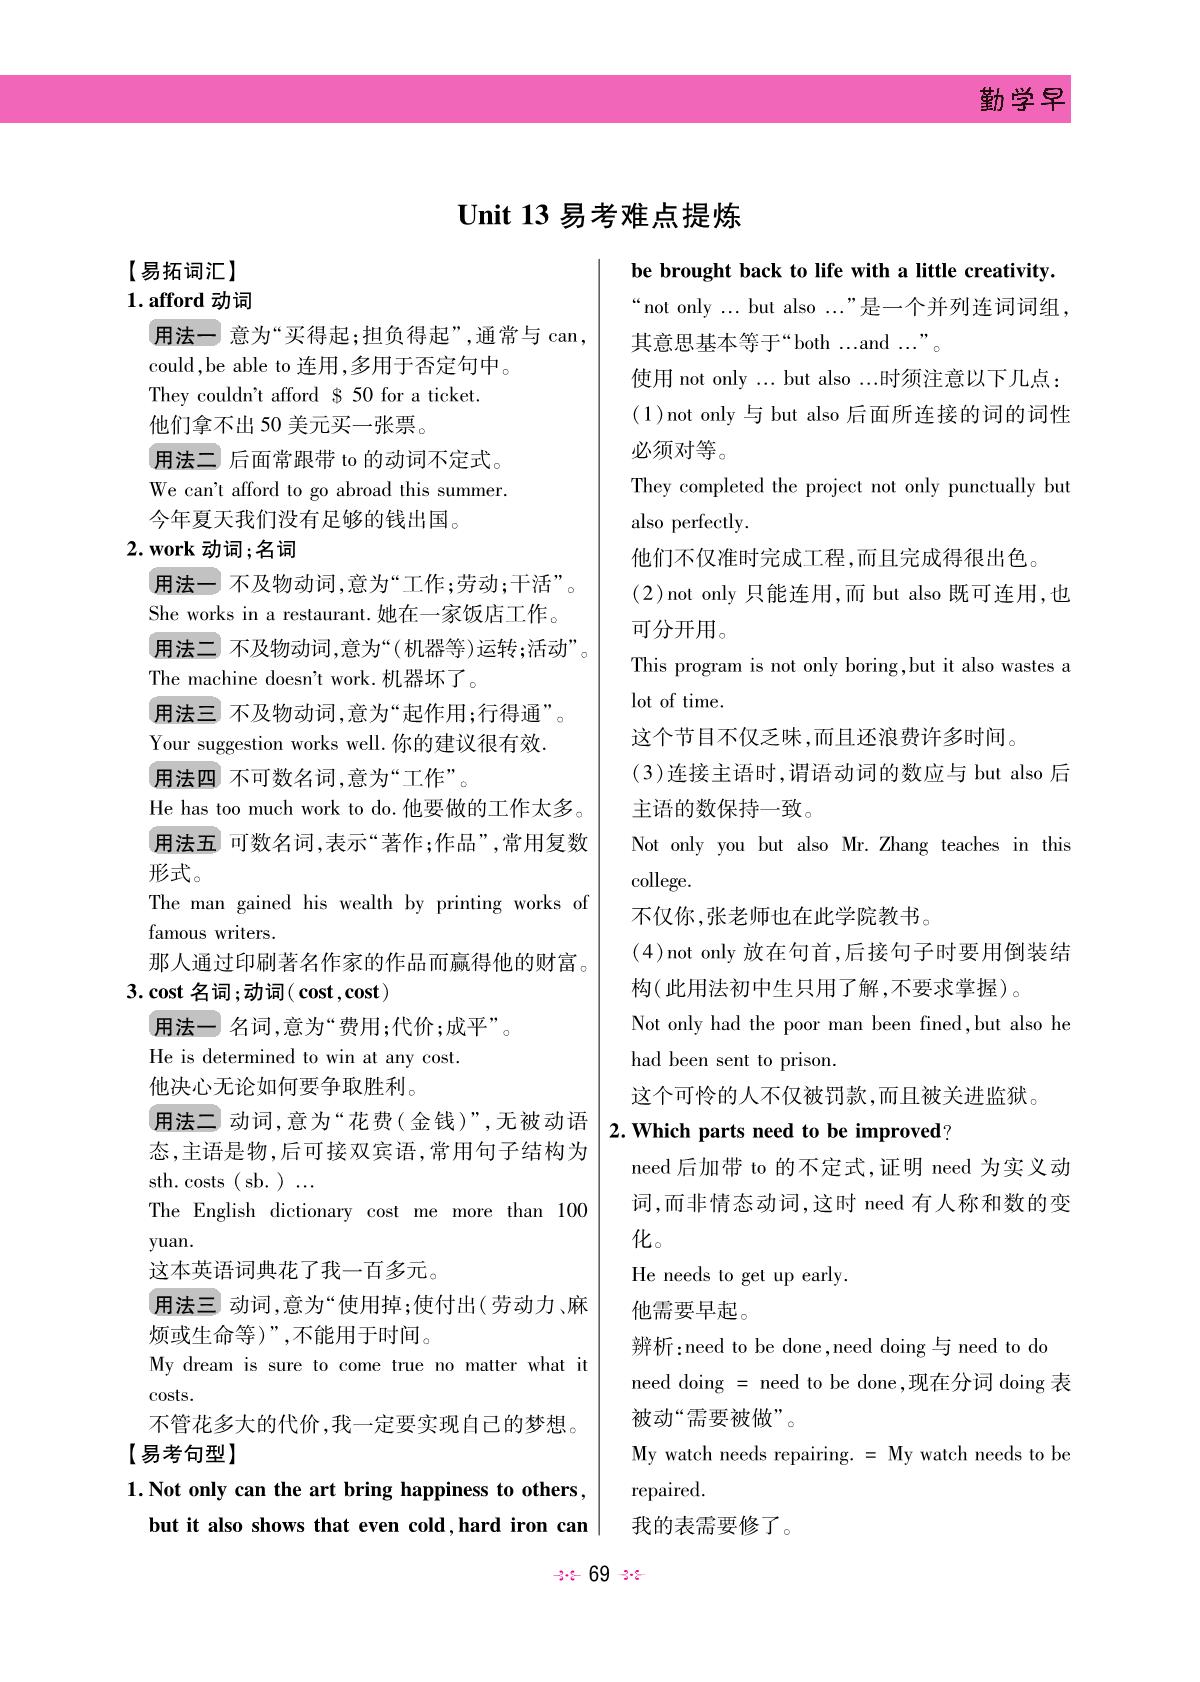 勤学早
Unit 13 易考难点提炼
【易拓词汇】
1. afford 动词
用法一 意为“买得起;担负得起”,通常与 can,
could,be able to 连用,多用于否定句中。
They couldn't afford $ 50 for a ticket.
他们拿不出 50 美元买一张票。
用法二 后面常跟带 to 的动词不定式。
We can't afford to go abroad this summer.
今年夏天我们没有足够的钱出国。
2. work 动词;名词
用法一 不及物动词,意为“工作;劳动;干活”。
She works in a restaurant. 她在一家饭店工作。
用法二 不及物动词,意为“(机器等)运转;活动”。
The machine doesn't work. 机器坏了。
用法三 不及物动词,意为“起作用;行得通”。
Your suggestion works well. 你的建议很有效.
用法四 不可数名词,意为“工作”。
He has too much work to do. 他要做的工作太多。
用法五 可数名词,表示“著作;作品”,常用复数
形式。
The man gained his wealth by printing works of
famous writers.
那人通过印刷著名作家的作品而赢得他的财富。
3. cost 名词;动词(cost,cost)
用法一 名词,意为“费用;代价;成平”。
He is determined to win at any cost.
他决心无论如何要争取胜利。
用法二 动词,意为“花费(金钱)”,无被动语
态,主语是物,后可接双宾语,常用句子结构为
sth. costs (sb. ) …
The English dictionary cost me more than 100
yuan.
这本英语词典花了我一百多元。
用法三 动词,意为“使用掉;使付出(劳动力、麻
烦或生命等)”,不能用于时间。
My dream is sure to come true no matter what it
costs.
不管花多大的代价,我一定要实现自己的梦想。
【易考句型】
1. Not only can the art bring happiness to others,
but it also shows that even cold,hard iron can
be brought back to life with a little creativity.
“not only … but also …”是一个并列连词词组,
其意思基本等于“both …and …”。
使用 not only … but also …时须注意以下几点:
(1)not only 与 but also 后面所连接的词的词性
必须对等。
They completed the project not only punctually but
also perfectly.
他们不仅准时完成工程,而且完成得很出色。
(2)not only 只能连用,而 but also 既可连用,也
可分开用。
This program is not only boring,but it also wastes a
lot of time.
这个节目不仅乏味,而且还浪费许多时间。
(3)连接主语时,谓语动词的数应与 but also 后
主语的数保持一致。
Not only you but also Mr. Zhang teaches in this
college.
不仅你,张老师也在此学院教书。
(4)not only 放在句首,后接句子时要用倒装结
构(此用法初中生只用了解,不要求掌握)。
Not only had the poor man been fined,but also he
had been sent to prison.
这个可怜的人不仅被罚款,而且被关进监狱。
2. Which parts need to be improved?
need 后加带 to 的不定式,证明 need 为实义动
词,而非情态动词,这时 need 有人称和数的变
化。
He needs to get up early.
他需要早起。
辨析:need to be done,need doing 与 need to do
need doing = need to be done,现在分词 doing 表
被动“需要被做”。
My watch needs repairing. = My watch needs to be
repaired.
我的表需要修了。
69